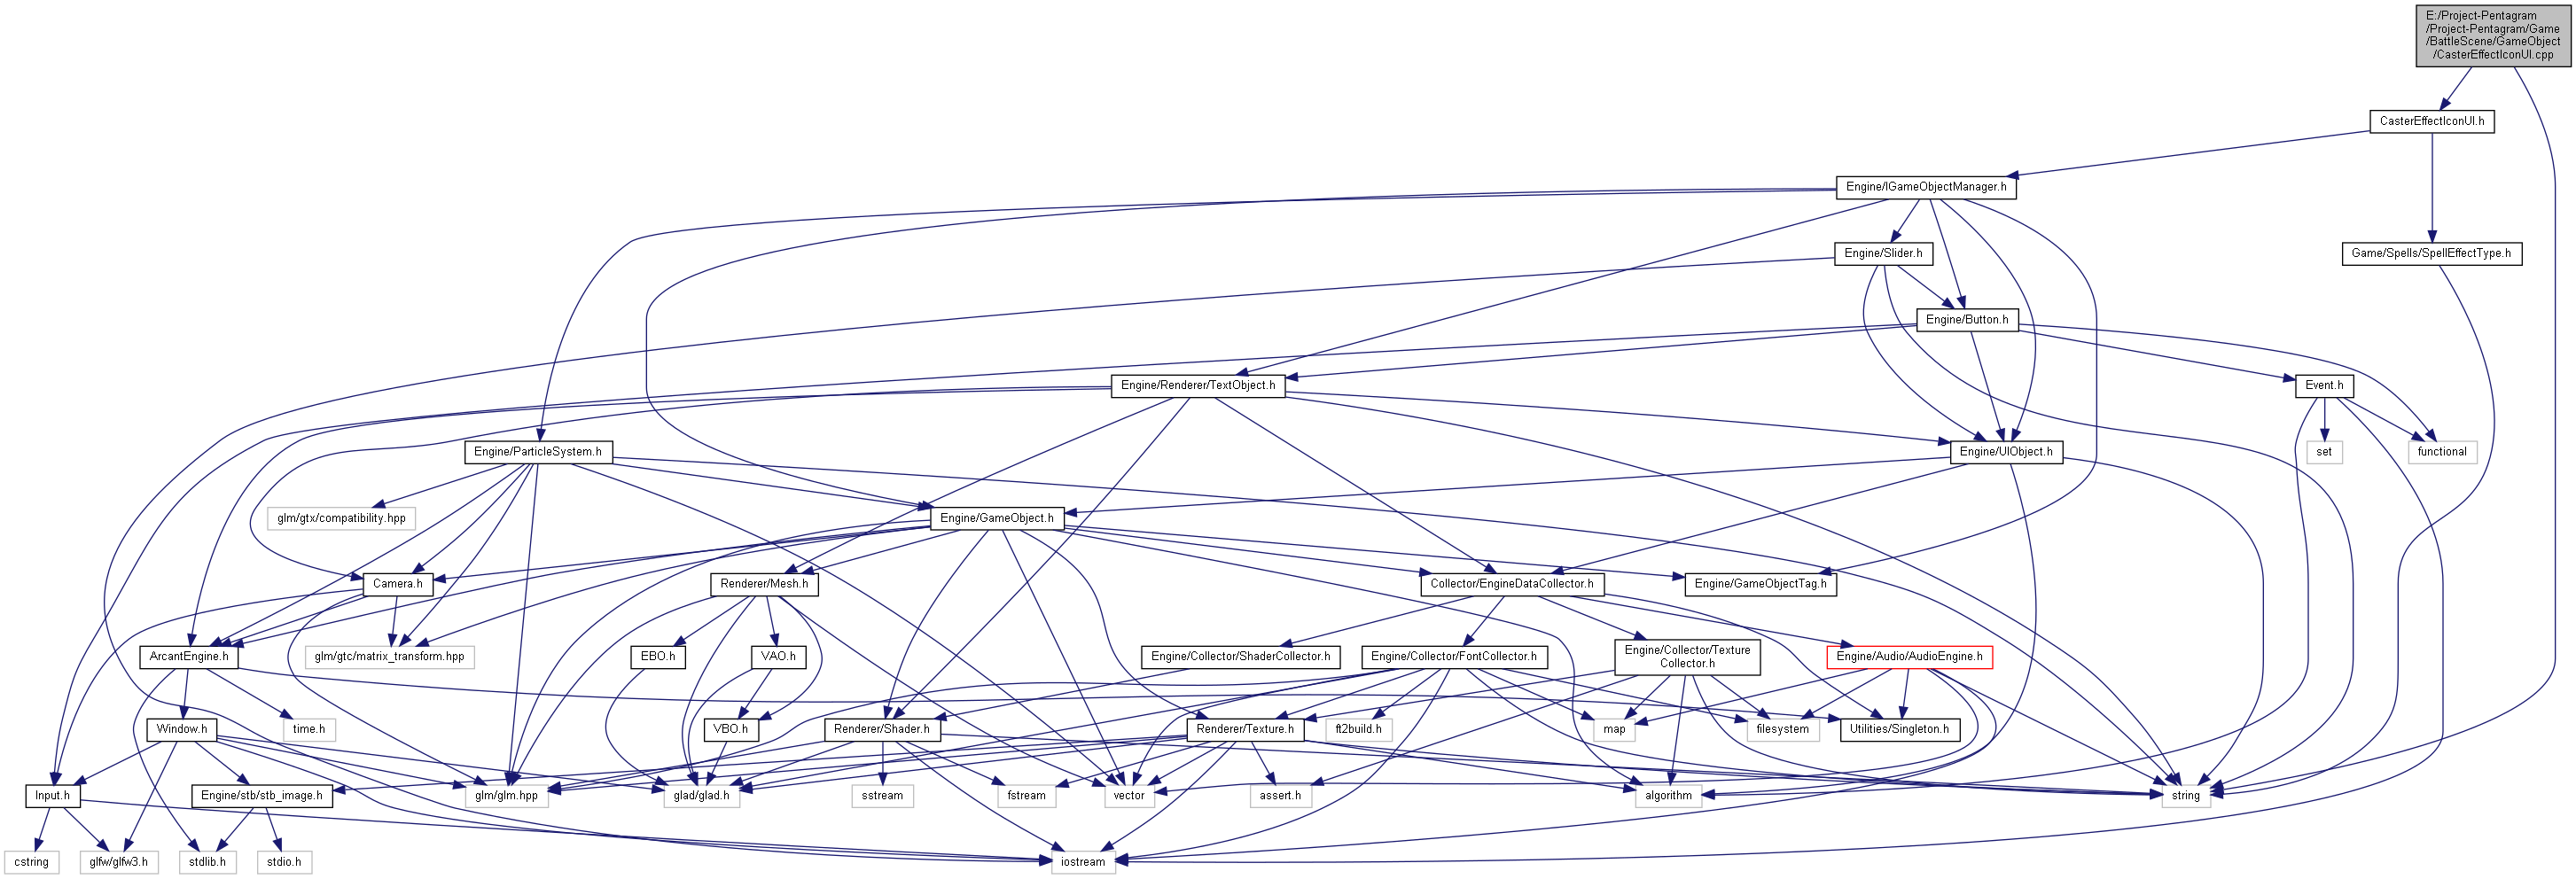 E:/Project-Pentagram
/Project-Pentagram/Game
/BattleScene/GameObject
/CasterEffectIconUI.cpp
CasterEffectIconUI.h
Engine/IGameObjectManager.h
Engine/Slider.h
Game/Spells/SpellEffectType.h
Engine/Button.h
Engine/Renderer/TextObject.h
Event.h
Engine/ParticleSystem.h
Engine/UIObject.h
set
functional
glm/gtx/compatibility.hpp
Engine/GameObject.h
Camera.h
Renderer/Mesh.h
Collector/EngineDataCollector.h
Engine/GameObjectTag.h
ArcantEngine.h
glm/gtc/matrix_transform.hpp
EBO.h
VAO.h
Engine/Collector/ShaderCollector.h
Engine/Collector/FontCollector.h
Engine/Collector/Texture
Collector.h
Engine/Audio/AudioEngine.h
Window.h
time.h
VBO.h
Renderer/Shader.h
Renderer/Texture.h
ft2build.h
map
filesystem
Utilities/Singleton.h
Input.h
Engine/stb/stb_image.h
glm/glm.hpp
glad/glad.h
sstream
fstream
vector
assert.h
algorithm
string
cstring
glfw/glfw3.h
stdlib.h
stdio.h
iostream